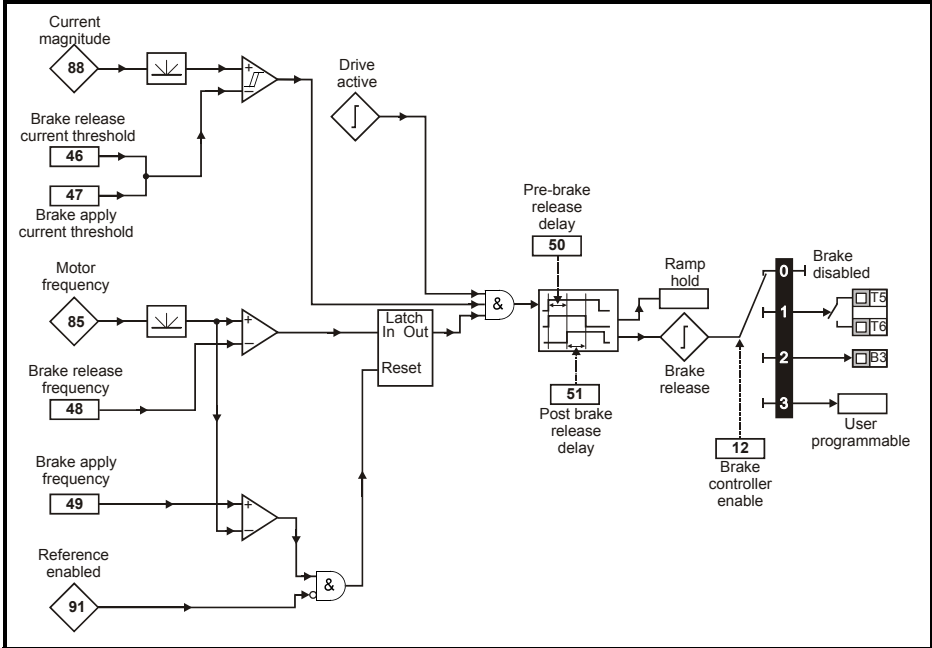 Current
magnitude
88
Brake release
current threshold
46
47
Brake apply
current threshold
Motor
frequency
85
Brake release
frequency
48
Brake apply
frequency
49
Reference
enabled
91
+
−
+
−
+
−
Drive
active
Latch
In Out
Reset
&
&
Pre-brake
release
delay
50
51
Post brake
release
delay
Ramp
hold
Brake
release
12
Brake
controller
enable
0
1
2
3
Brake
disabled
T5
T6
B3
User
programmable